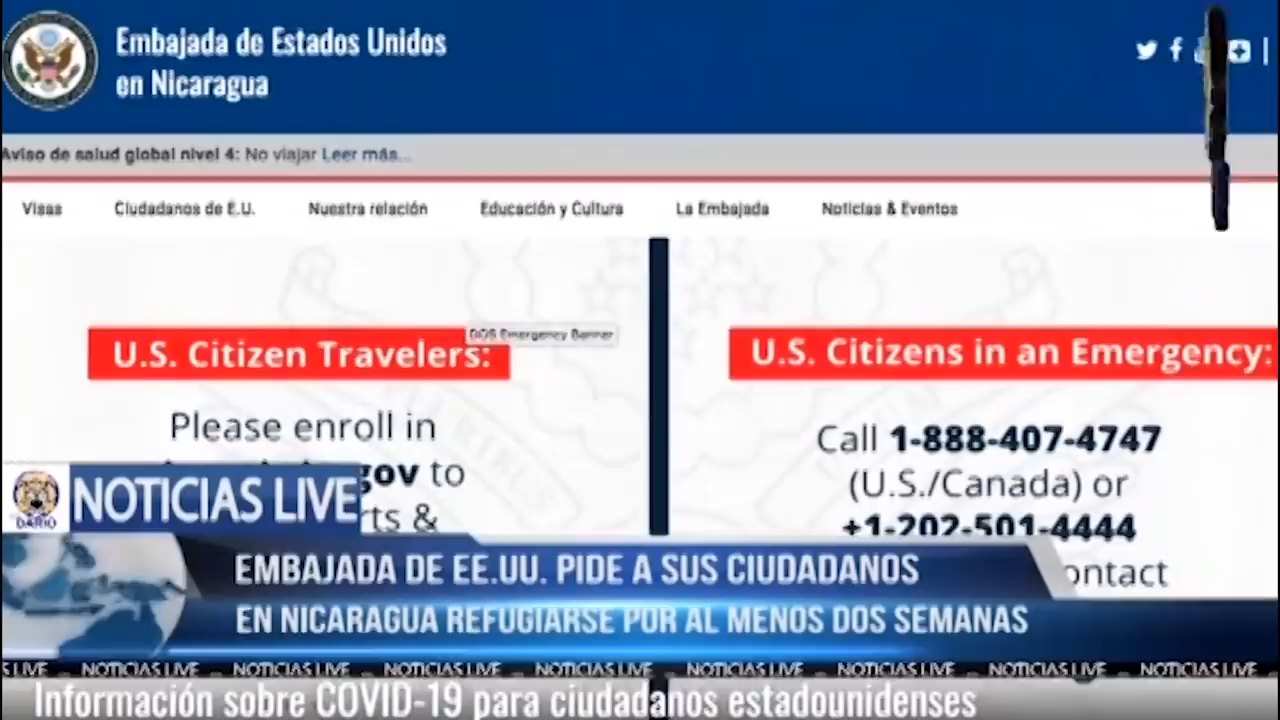 Embajada de Estados Unidos
en Nicaragua
Aviso de salud global nivel 4: No viajar Leer más...
Visas Ciudadanos de E.U. Nuestra relación Educación y Cultura La Embajada Noticias & Eventos
DOS Emergency Banner
U.S. Citizen Travelers:
Please enroll in
gov to
rts &
U.S. Citizens in an Emergency:
Call 1-888-407-4747
(U.S./Canada) or
+1-202-501-4444
ontact
DARIO
NOTICIAS LIVE
EMBAJADA DE EE.UU. PIDE A SUS CIUDADANOS
EN NICARAGUA REFUGIARSE POR AL MENOS DOS SEMANAS
S LIVE NOTICIAS LIVE NOTICIAS LIVE NOTICIAS LIVE NOTICIAS LIVE NOTICIAS LIVE NOTICIAS LIVE NOTICIAS LIVE NOTICIAS LIVE
Información sobre COVID-19 para ciudadanos estadounidenses